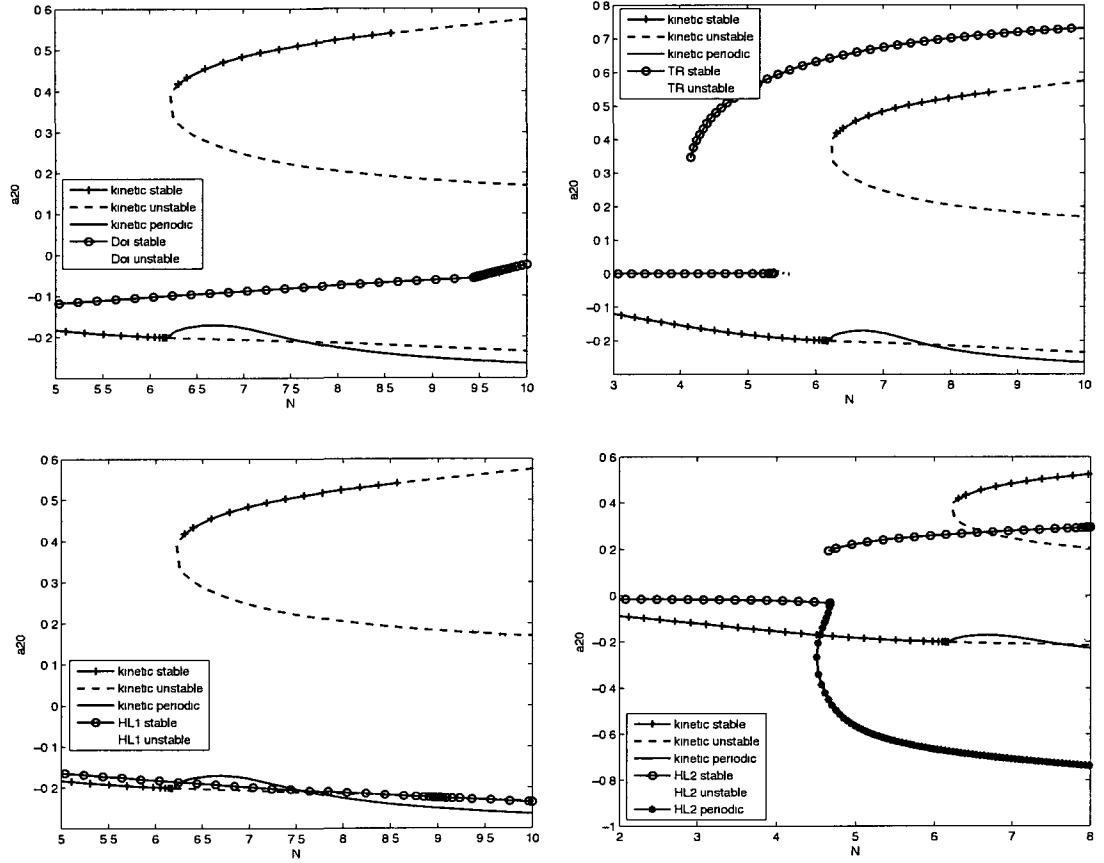 0 6
0 5
0 4
0 3
0 2
0 1
0
−0 1
−0 2
a20
kinetic stable
kinetic unstable
kinetic periodic
Doi stable
Doi unstable
5 5 5 6 6 5 7 7 5 8 8 5 9 9 5 10
N
0.8
0.7
0.6
0.5
0.4
0.3
0.2
0.1
0
−0.1
−0.2
a20
kinetic stable
kinetic unstable
kinetic periodic
TR stable
TR unstable
3 4 5 6 7 8 9 10
N
0 6
0 5
0 4
0 3
0 2
0 1
0
−0 1
−0 2
a20
kinetic stable
kinetic unstable
kinetic periodic
HL1 stable
HL1 unstable
5 5 5 6 6 5 7 7 5 8 8 5 9 9 5 10
N
0 6
0 4
0 2
0
−0.2
−0.4
−0.6
−0.8
−1
a20
kinetic stable
kinetic unstable
kinetic periodic
HL2 stable
HL2 unstable
HL2 periodic
2 3 4 5 6 7 8
N